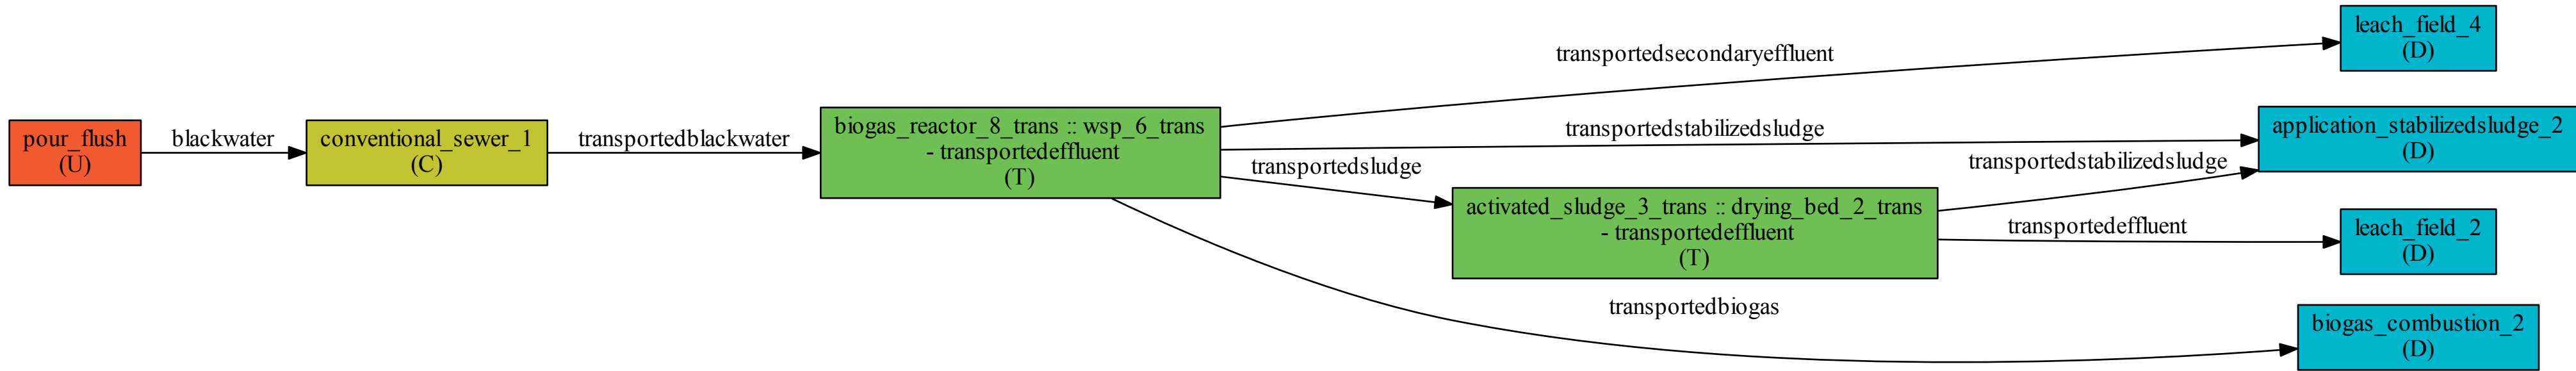 pour_flush
(U)
blackwater
conventional_sewer_1
(C)
transportedblackwater
biogas_reactor_8_trans :: wsp_6_trans
- transportedeffluent
(T)
transportedsecondaryeffluent
transportedstabilizedsludge
transportedsludge
transportedbiogas
activated_sludge_3_trans :: drying_bed_2_trans
- transportedeffluent
(T)
transportedstabilizedsludge
transportedeffluent
leach_field_4
(D)
application_stabilizedsludge_2
(D)
leach_field_2
(D)
biogas_combustion_2
(D)